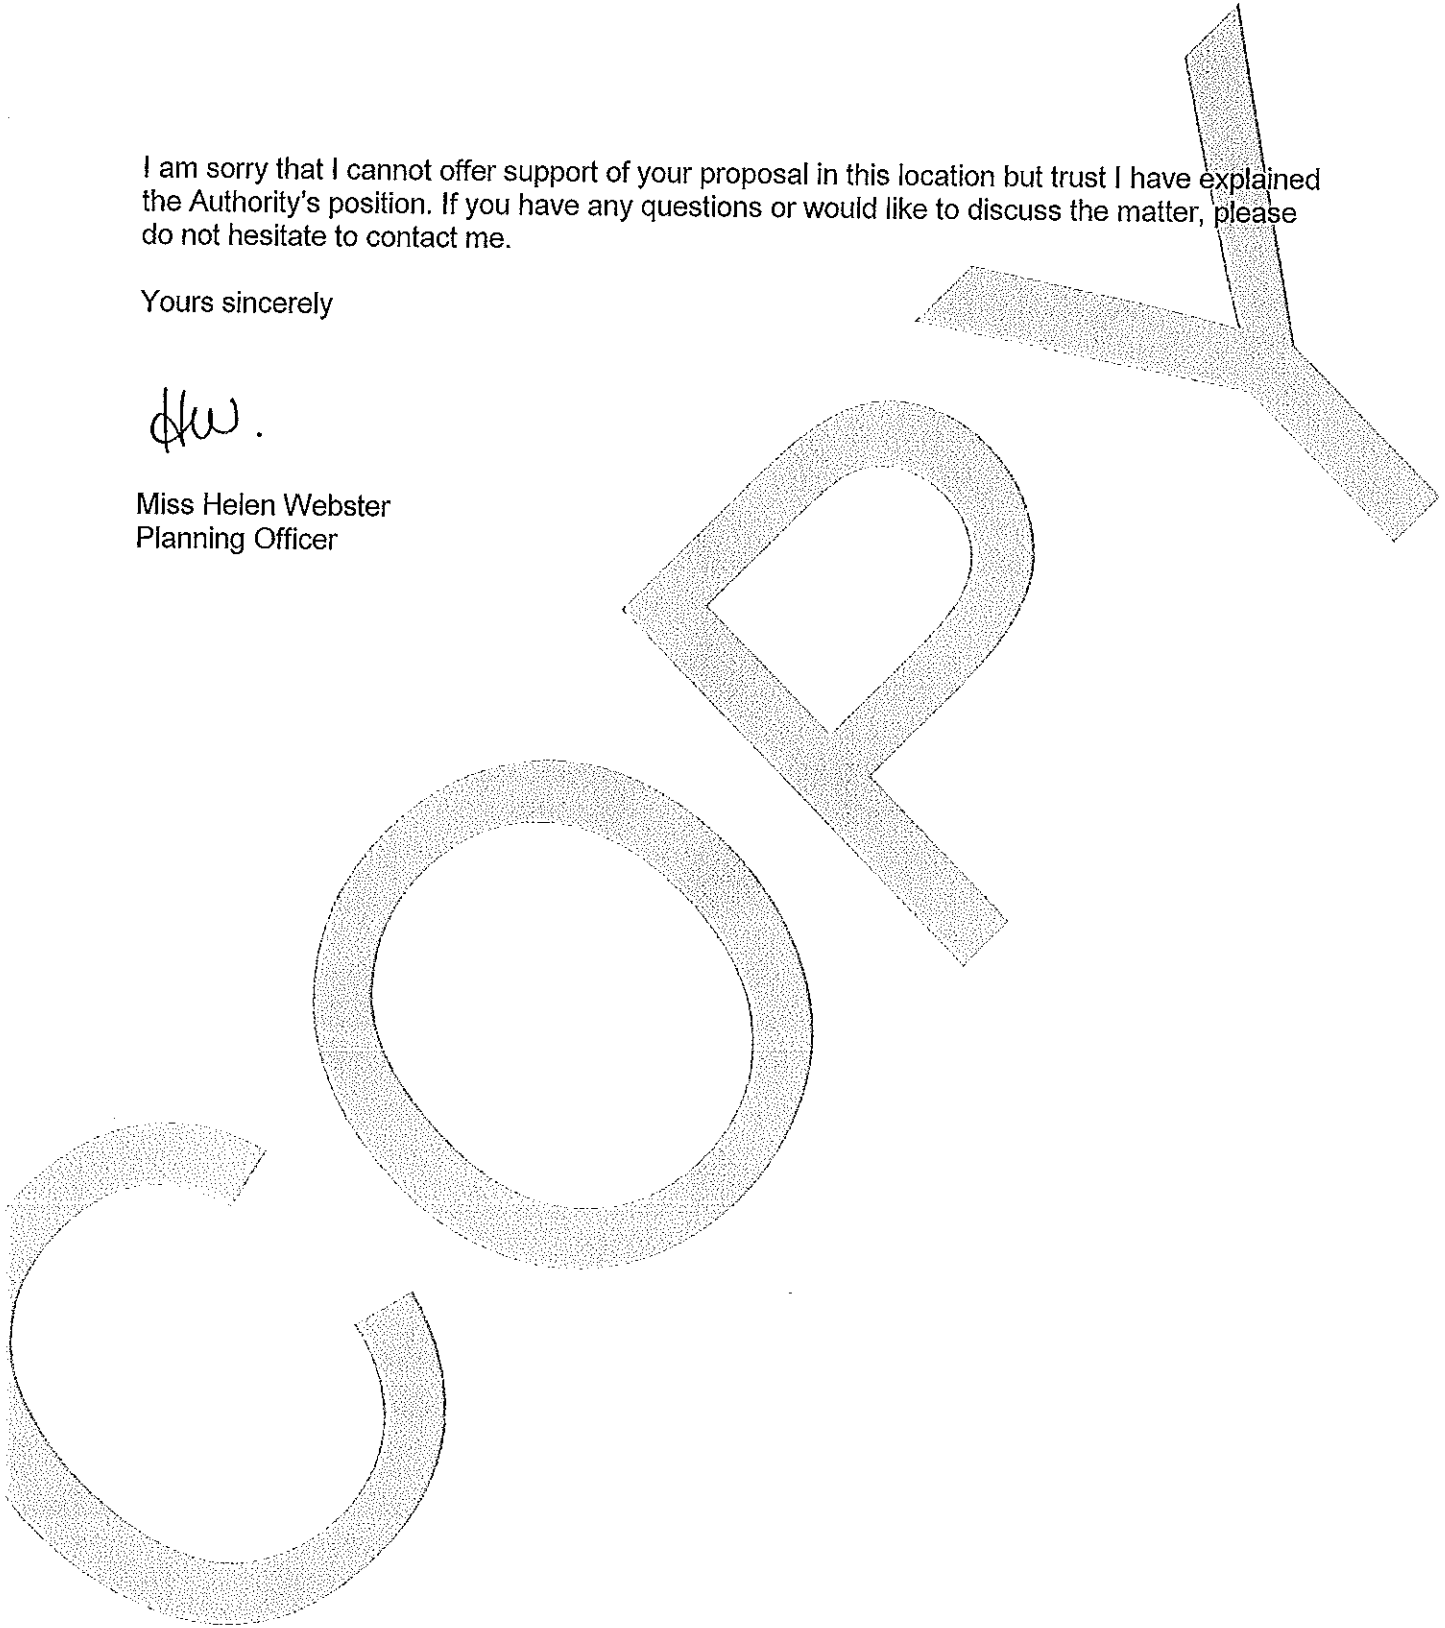 I am sorry that I cannot offer support of your proposal in this location but trust I have explained
the Authority's position. If you have any questions or would like to discuss the matter, please
do not hesitate to contact me.
Yours sincerely
HW.
Miss Helen Webster
Planning Officer
COPY